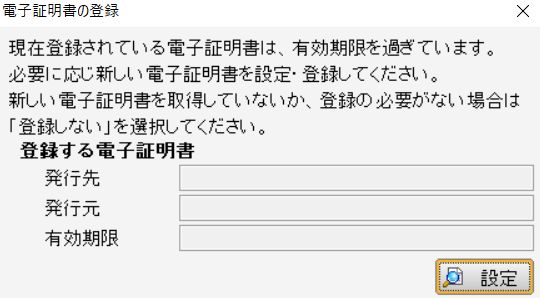 電子証明書の登録
現在登録されている電子証明書は、有効期限を過ぎています。
必要に応じ新しい電子証明書を設定・登録してください。
新しい電子証明書を取得していないか、登録の必要がない場合は
「登録しない」を選択してください。
登録する電子証明書
発行先
発行元
有効期限
設定